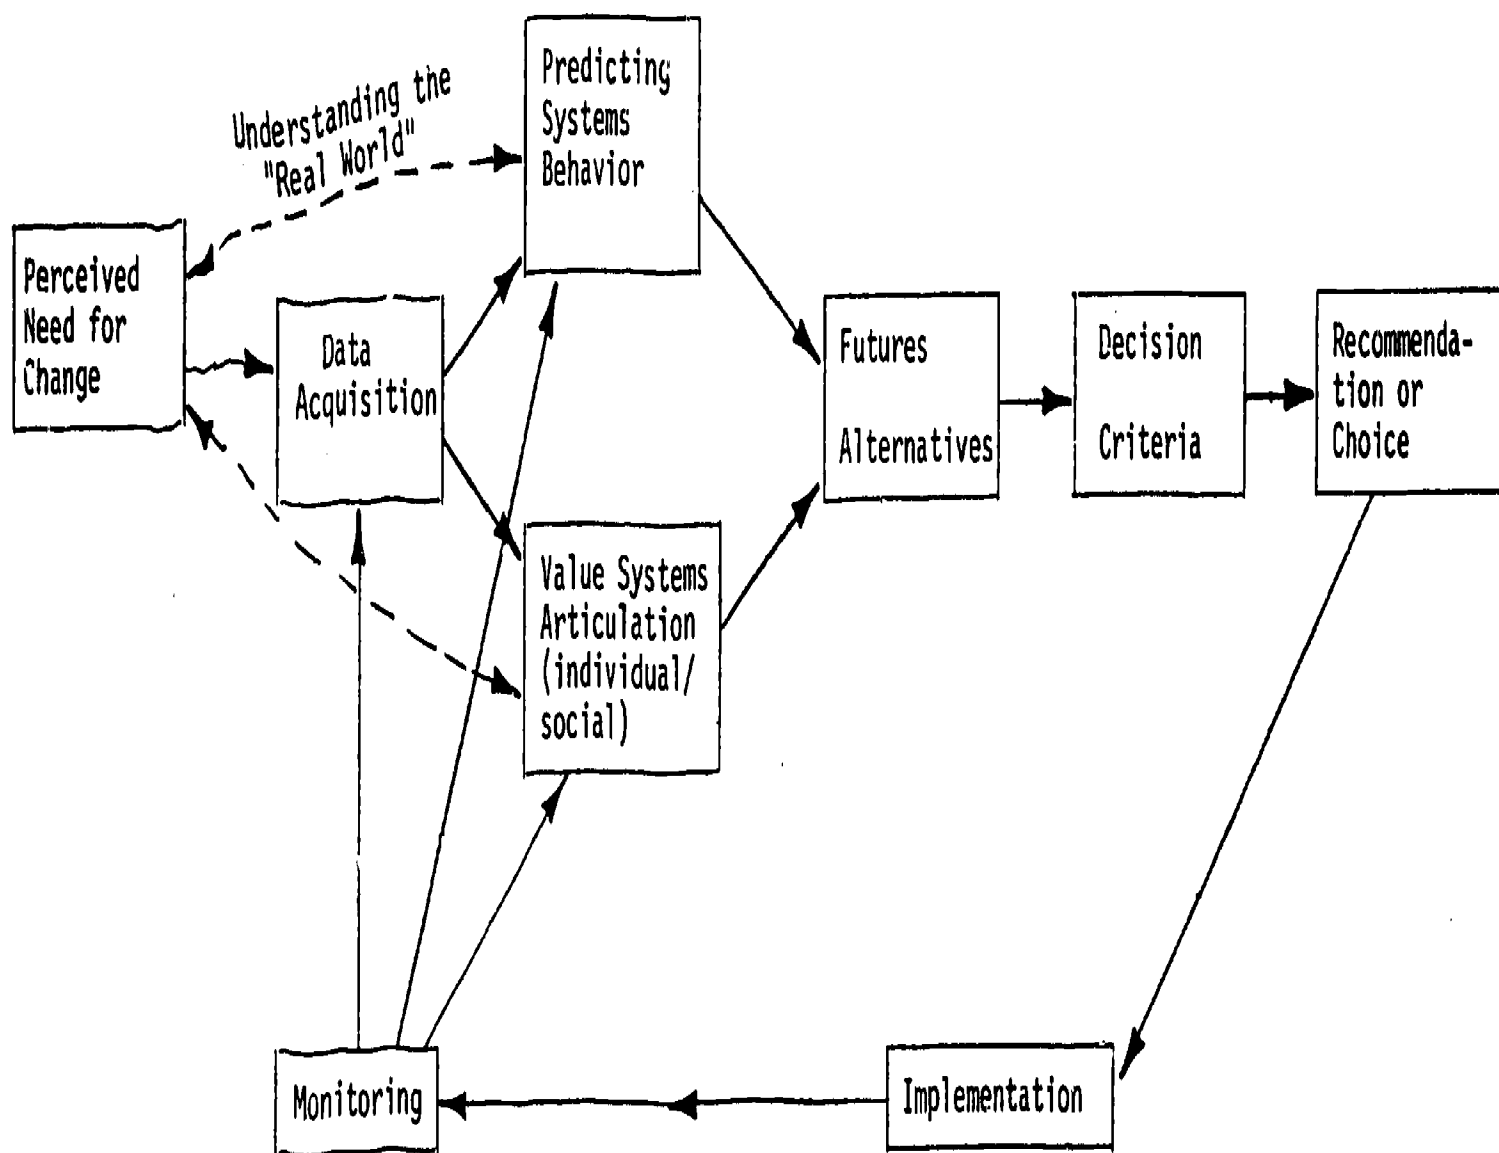 Understanding the
"Real World"
Predicting
Systems
Behavior
Perceived
Need for
Change
Data
Acquisition
Value Systems
Articulation
(individual/
social)
Futures
Alternatives
Decision
Criteria
Recommenda-
tion or
Choice
Monitoring
Implementation